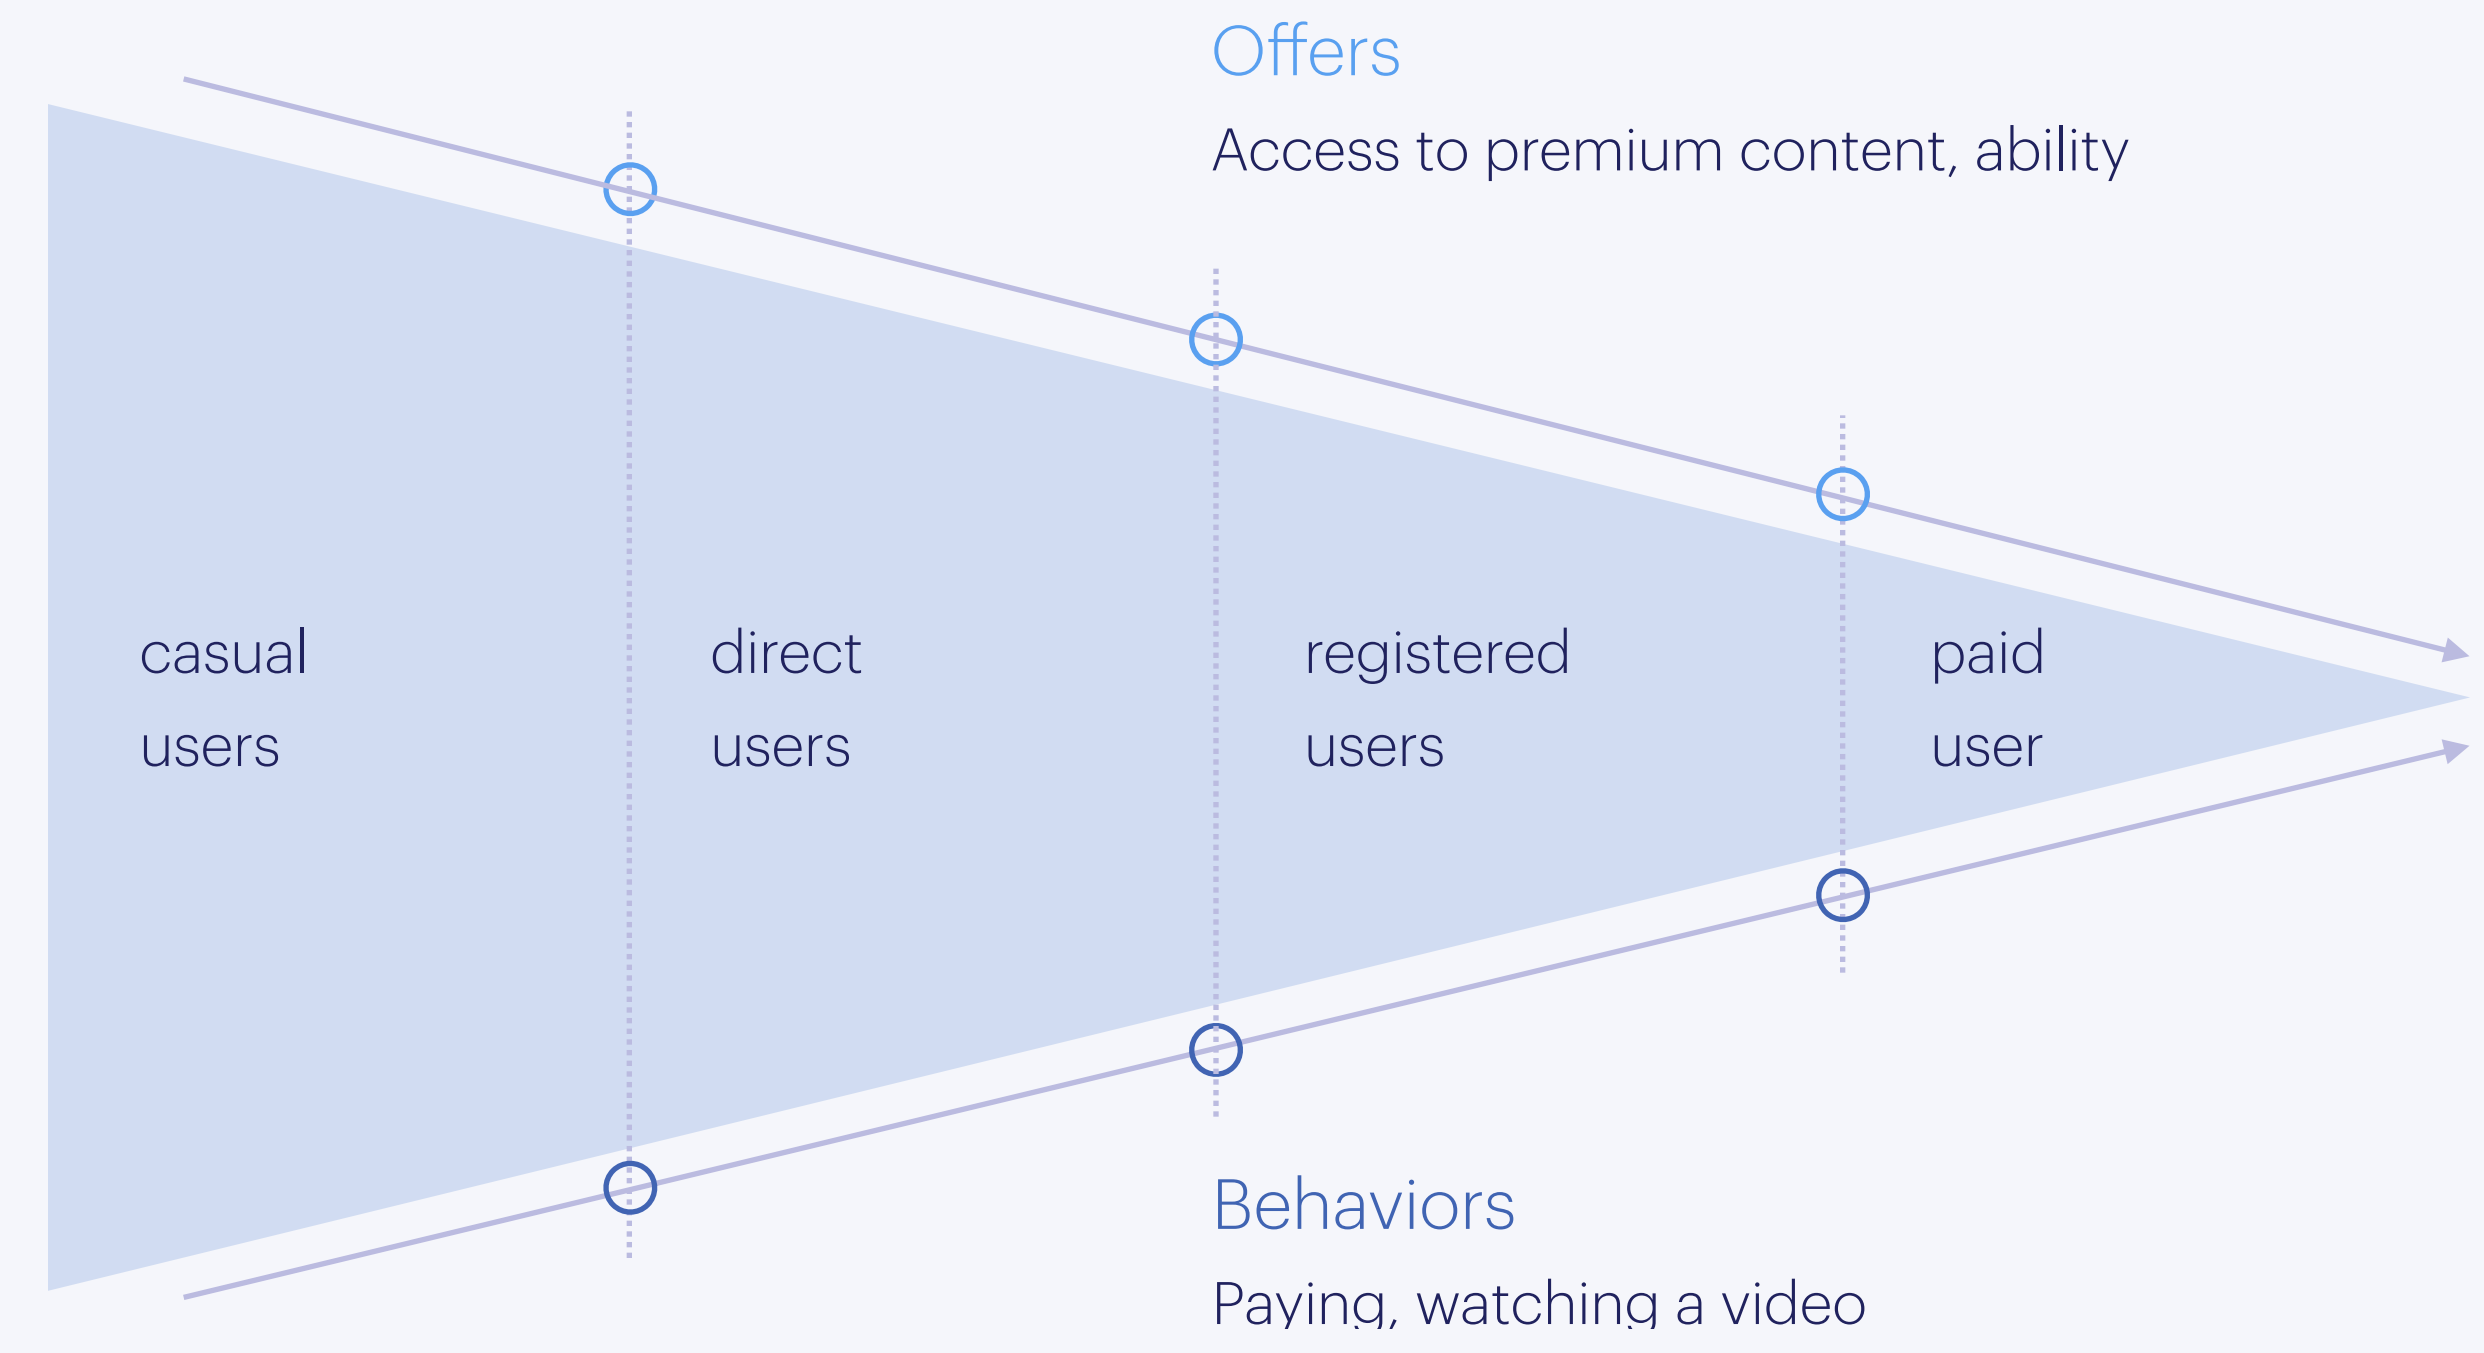 Offers
Access to premium content, ability
casual
users
direct
users
registered
users
paid
user
Behaviors
Paying, watching a video